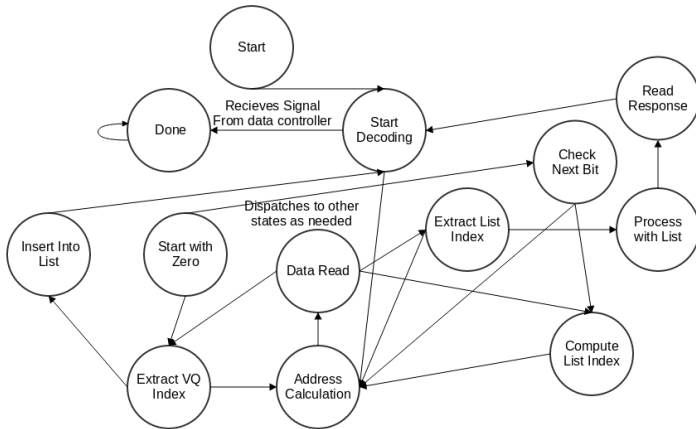 Start
Read
Response
Recieves Signal
From data controller
Done
Start
Decoding
Check
Next Bit
Dispatches to other
states as needed
Extract List
Index
Process
with List
Insert Into
List
Start with
Zero
Data Read
Compute
List Index
Extract VQ
Index
Address
Calculation